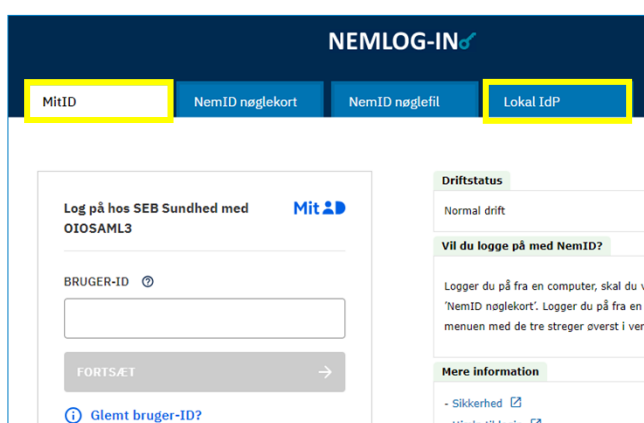 NEMLOG-IN
MitID
NemID nøglekort
NemID nøglefil
Lokal IdP
Log på hos SEB Sundhed med
OIOSAML3
Mit
BRUGER-ID
FORTSÆT
Glemt bruger-ID?
Driftstatus
Normal drift
Vil du logge på med NemID?
Logger du på fra en computer, skal du
'NemID nøglekort'. Logger du på fra en
menuen med de tre streger øverst i
Mere information
- Sikkerhed